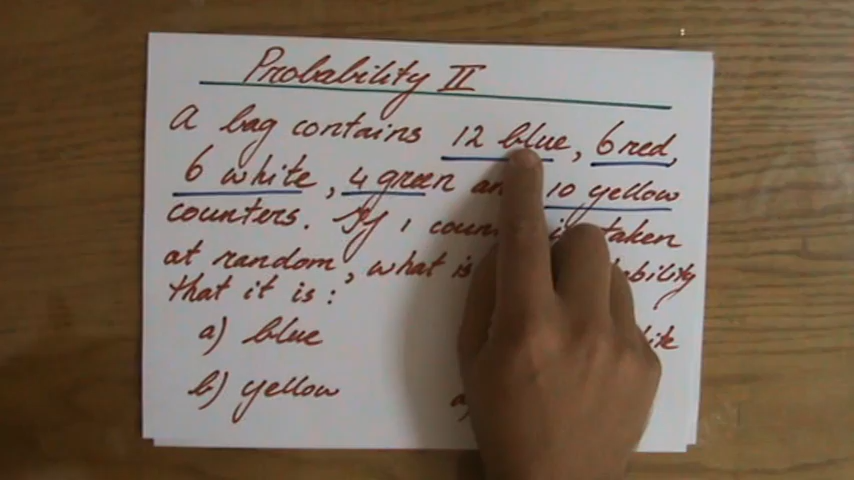 Probability II
A bag contains 12 blue, 6 red,
6 white, 4 green an 10 yellow
counters. If 1 coun taken
at random, what is bability
that it is:
a) blue ite
b) yellow